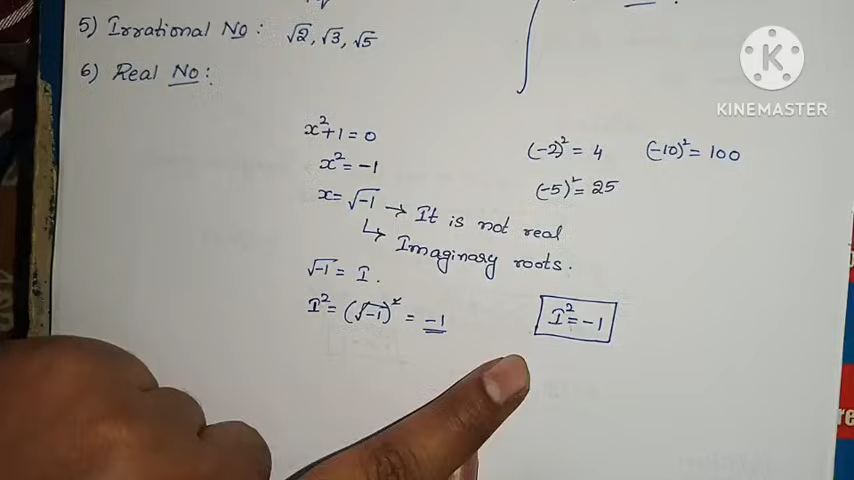 5) Irrational No : √2, √3, √5
6) Real No :
x²+1 = 0
x² = -1
x = √-1 → It is not real
↳ Imaginary roots.
√-1 = I.
I² = (√-1)² = -1
(-2)² = 4 (-10)² = 100
(-5)² = 25
I² = -1
KINEMASTER